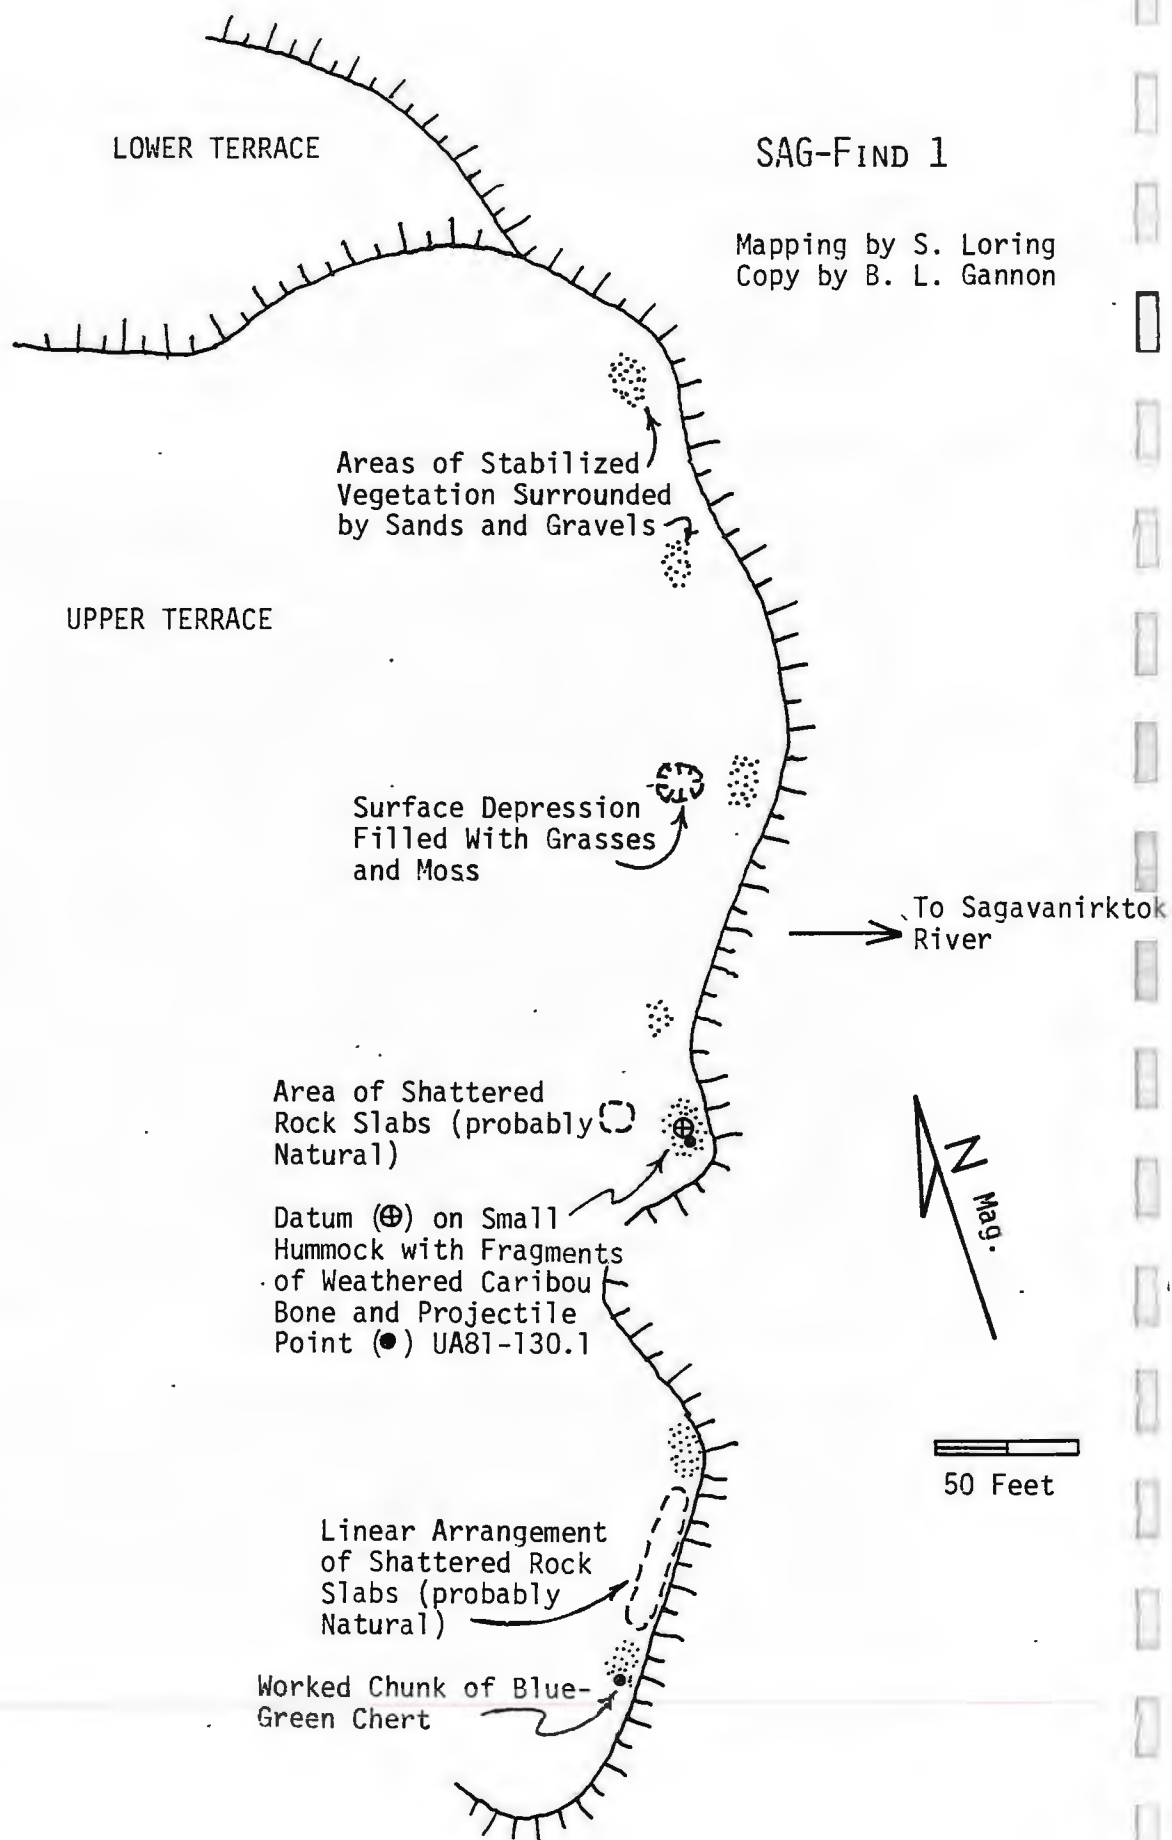 LOWER TERRACE
SAG-FIND 1
Mapping by S. Loring
Copy by B. L. Gannon
Areas of Stabilized
Vegetation Surrounded
by Sands and Gravels
UPPER TERRACE
Surface Depression
Filled With Grasses
and Moss
To Sagavanirktok
River
Area of Shattered
Rock Slabs (probably
Natural)
N Mag.
Datum (⊕) on Small
Hummock with Fragments
of Weathered Caribou
Bone and Projectile
Point (●) UA81-130.1
50 Feet
Linear Arrangement
of Shattered Rock
Slabs (probably
Natural)
Worked Chunk of Blue-
Green Chert